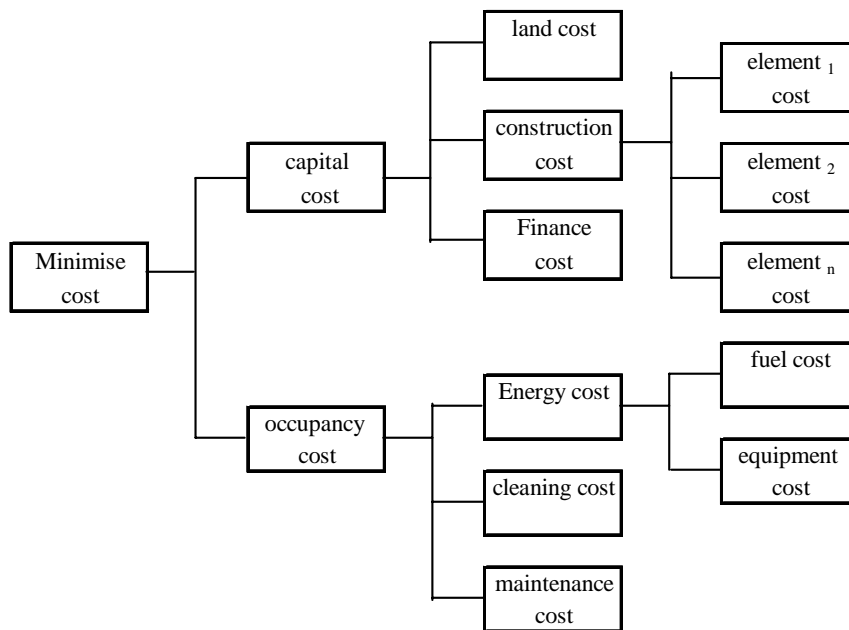 land cost
element 1
cost
construction
cost
capital
cost
element 2
cost
Finance
cost
Minimise
cost
element n
cost
fuel cost
Energy cost
occupancy
cost
equipment
cost
cleaning cost
maintenance
cost